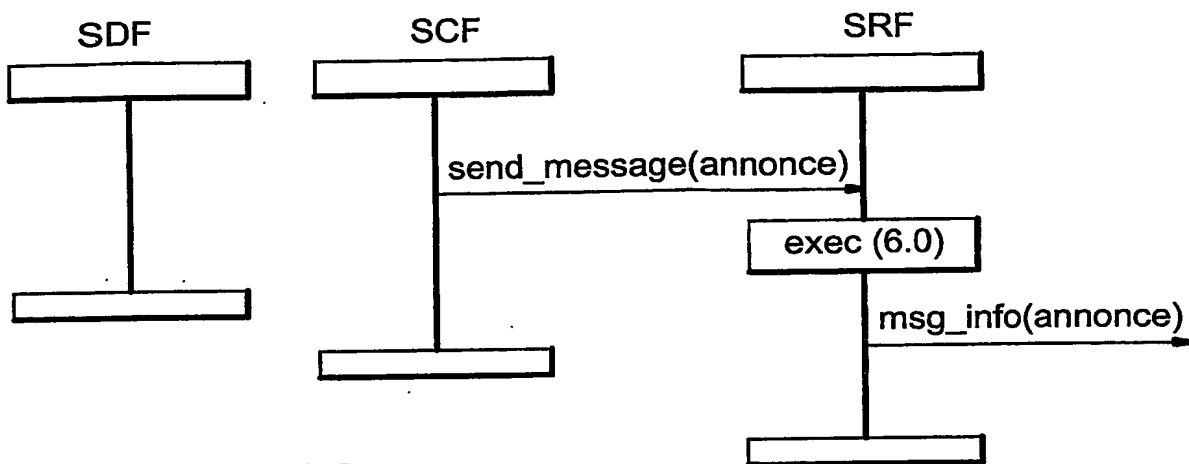 SDF
SCF
SRF
send_message(annonce)
exec (6.0)
msg_info(annonce)